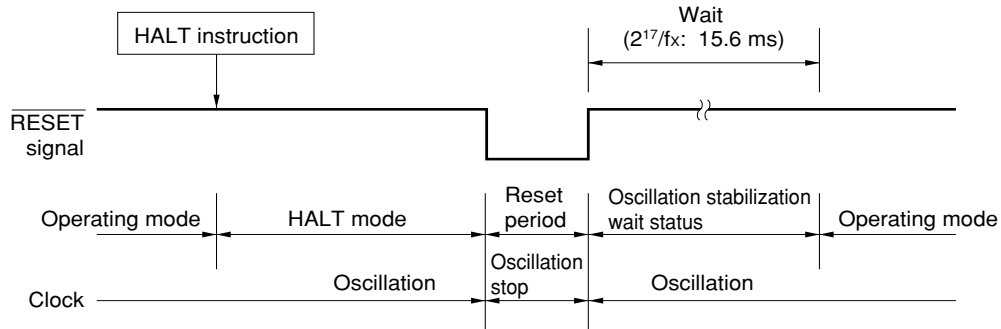 HALT instruction
Wait
(2¹⁷/fx: 15.6 ms)
RESET
signal
Operating mode
HALT mode
Reset
period
Oscillation stabilization
wait status
Operating mode
Clock
Oscillation
Oscillation
stop
Oscillation